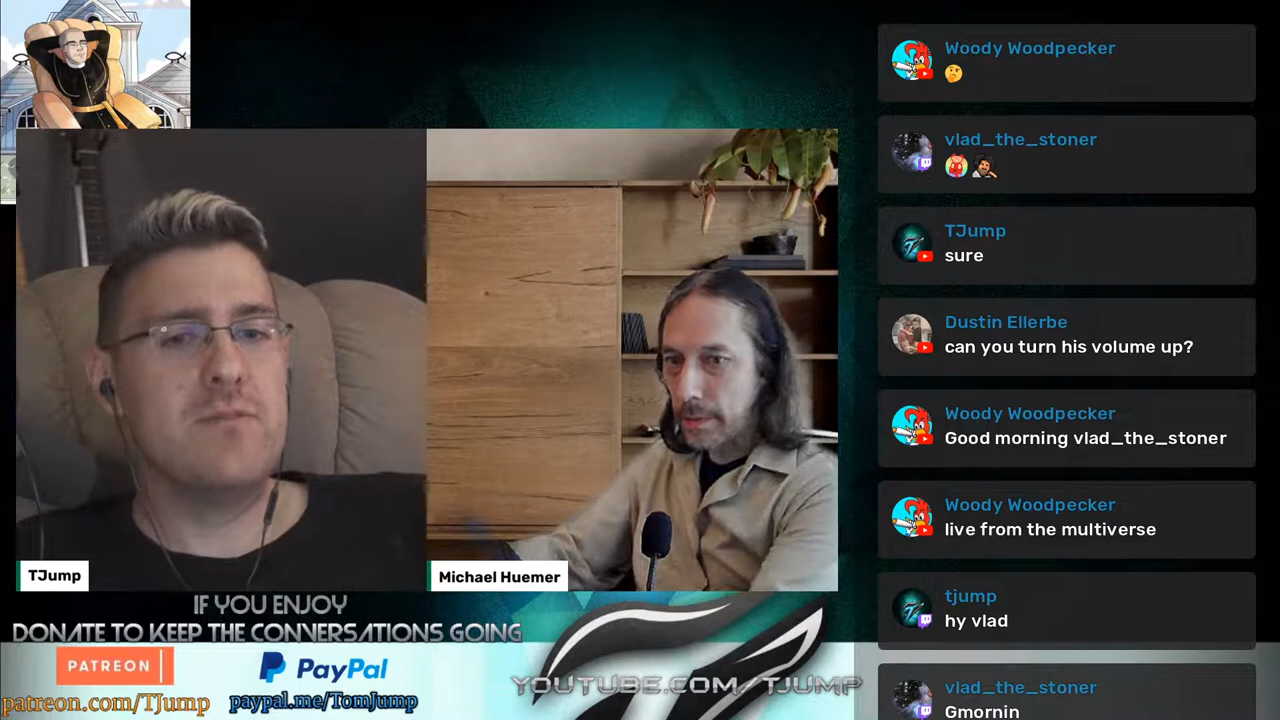 Woody Woodpecker
vlad_the_stoner
TJump
sure
Dustin Ellerbe
can you turn his volume up?
Woody Woodpecker
Good morning vlad_the_stoner
Woody Woodpecker
live from the multiverse
tjump
hy vlad
vlad_the_stoner
Gmornin
TJump
Michael Huemer
IF YOU ENJOY
DONATE TO KEEP THE CONVERSATIONS GOING
PATREON
PayPal
patreon.com/TJump
paypal.me/TomJump
YOUTUBE.COM/TJUMP